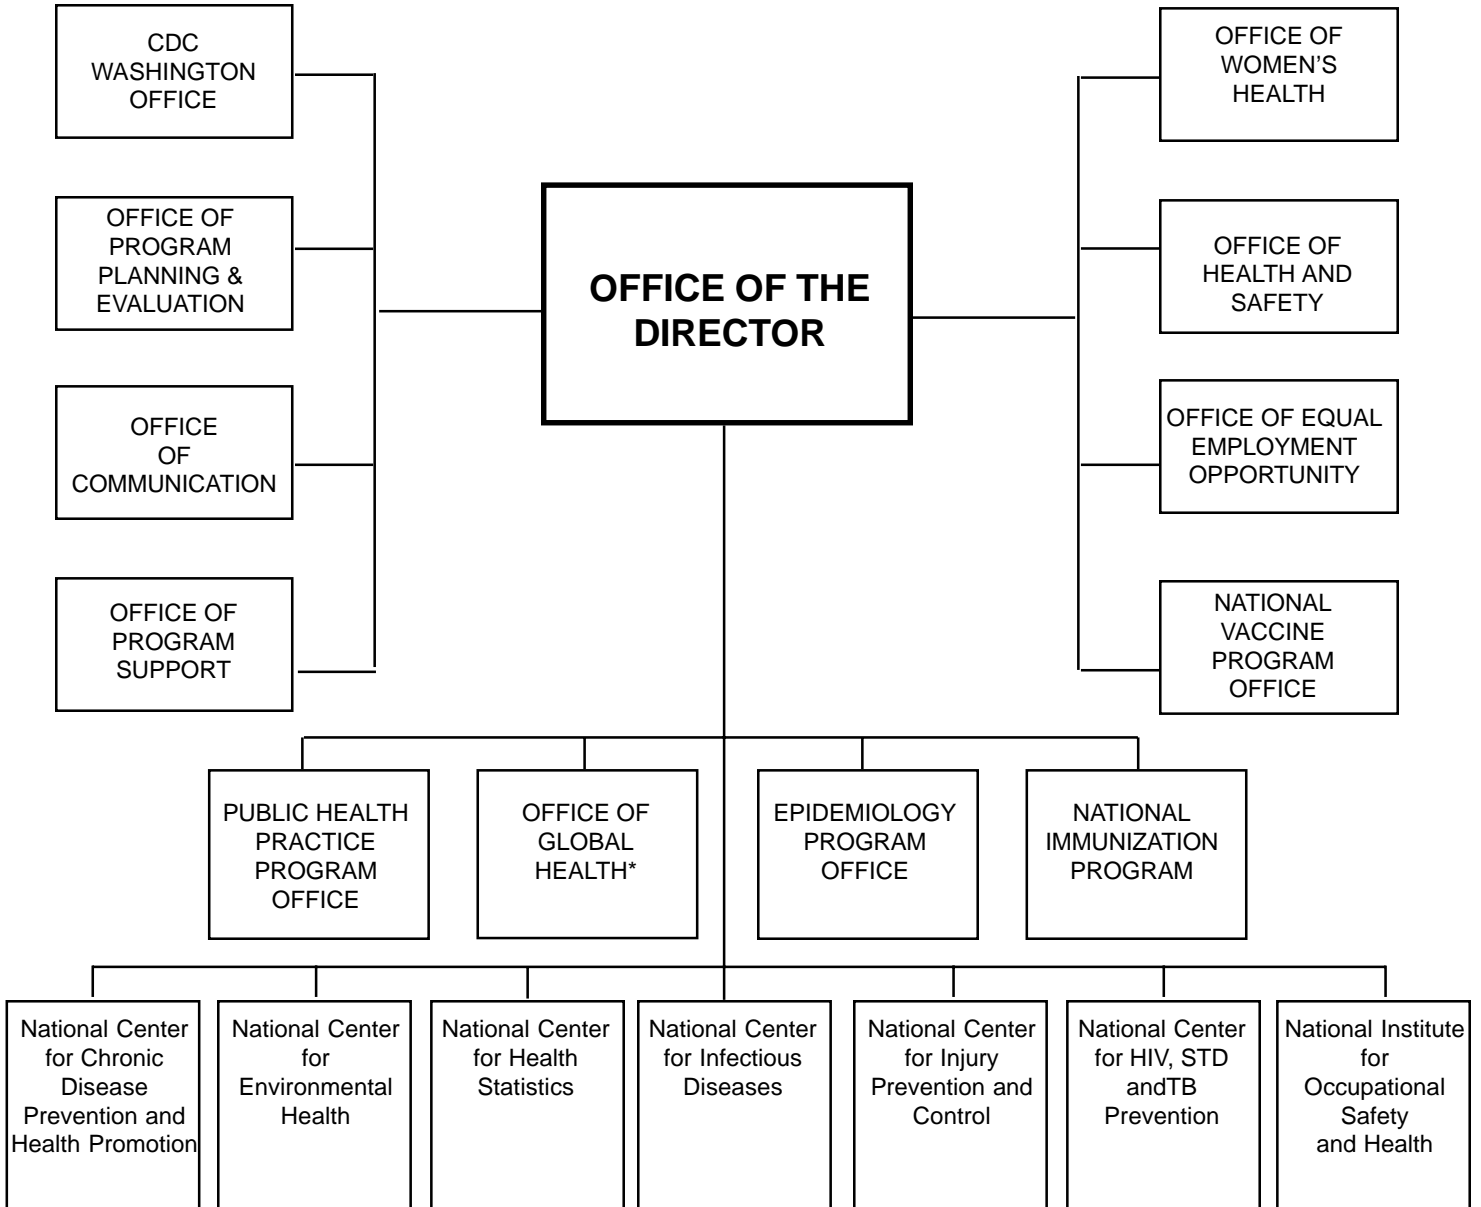 CDC
WASHINGTON
OFFICE
OFFICE OF
PROGRAM
PLANNING &
EVALUATION
OFFICE
OF
COMMUNICATION
OFFICE OF
PROGRAM
SUPPORT
OFFICE OF THE
DIRECTOR
OFFICE OF
WOMEN’S
HEALTH
OFFICE OF
HEALTH AND
SAFETY
OFFICE OF EQUAL
EMPLOYMENT
OPPORTUNITY
NATIONAL
VACCINE
PROGRAM
OFFICE
PUBLIC HEALTH
PRACTICE
PROGRAM
OFFICE
OFFICE OF
GLOBAL
HEALTH*
EPIDEMIOLOGY
PROGRAM
OFFICE
NATIONAL
IMMUNIZATION
PROGRAM
National Center
for Chronic
Disease
Prevention and
Health Promotion
National Center
for
Environmental
Health
National Center
for Health
Statistics
National Center
for Infectious
Diseases
National Center
for Injury
Prevention and
Control
National Center
for HIV, STD
andTB
Prevention
National Institute
for
Occupational
Safety
and Health